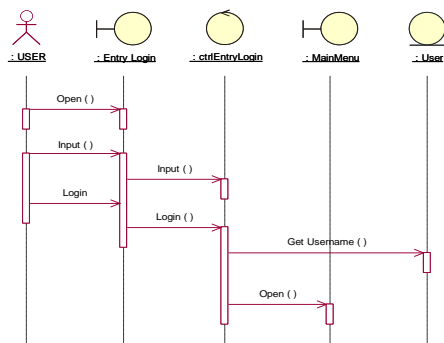 : USER
: Entry Login
: ctrlEntryLogin
: MainMenu
: User
Open ( )
Input ( )
Input ( )
Login
Login ( )
Get Username ( )
Open ( )